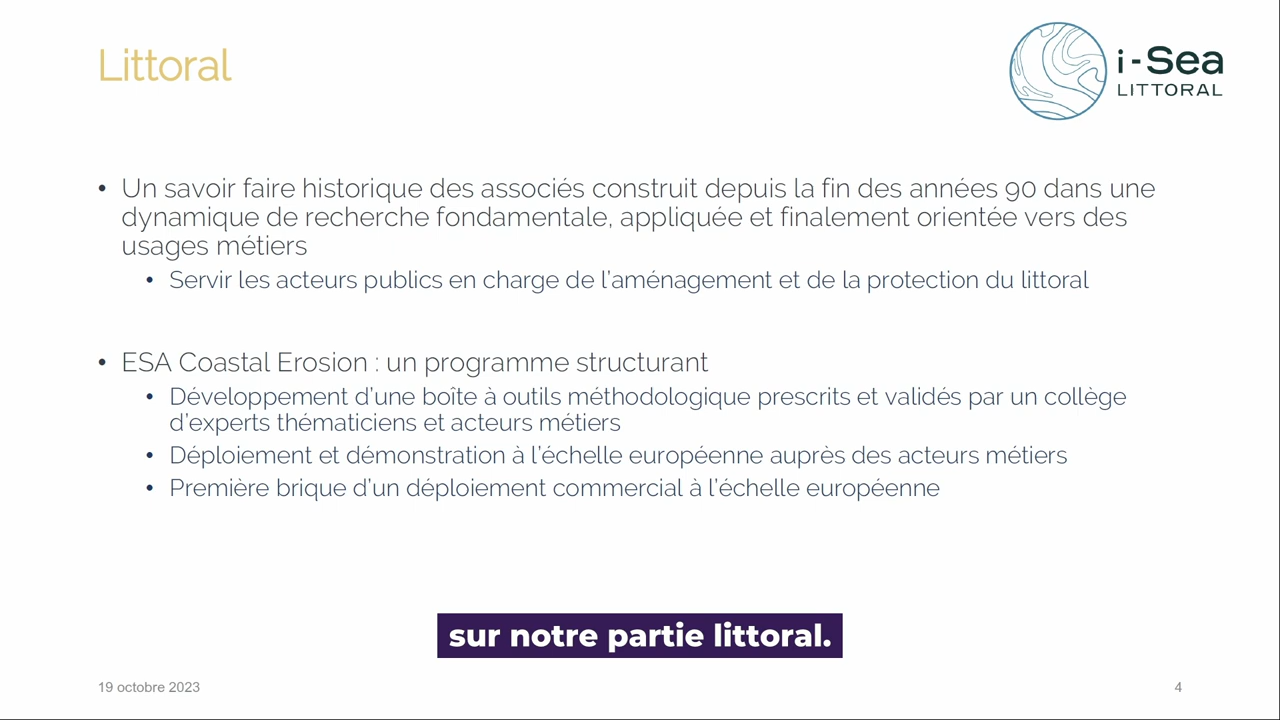 Littoral
i-Sea
LITTORAL
• Un savoir faire historique des associés construit depuis la fin des années 90 dans une
dynamique de recherche fondamentale, appliquée et finalement orientée vers des
usages métiers
• Servir les acteurs publics en charge de l'aménagement et de la protection du littoral
• ESA Coastal Erosion : un programme structurant
• Développement d'une boîte à outils méthodologique prescrits et validés par un collège
d'experts thématiciens et acteurs métiers
• Déploiement et démonstration à l'échelle européenne auprès des acteurs métiers
• Première brique d'un déploiement commercial à l'échelle européenne
sur notre partie littoral.
19 octobre 2023
4